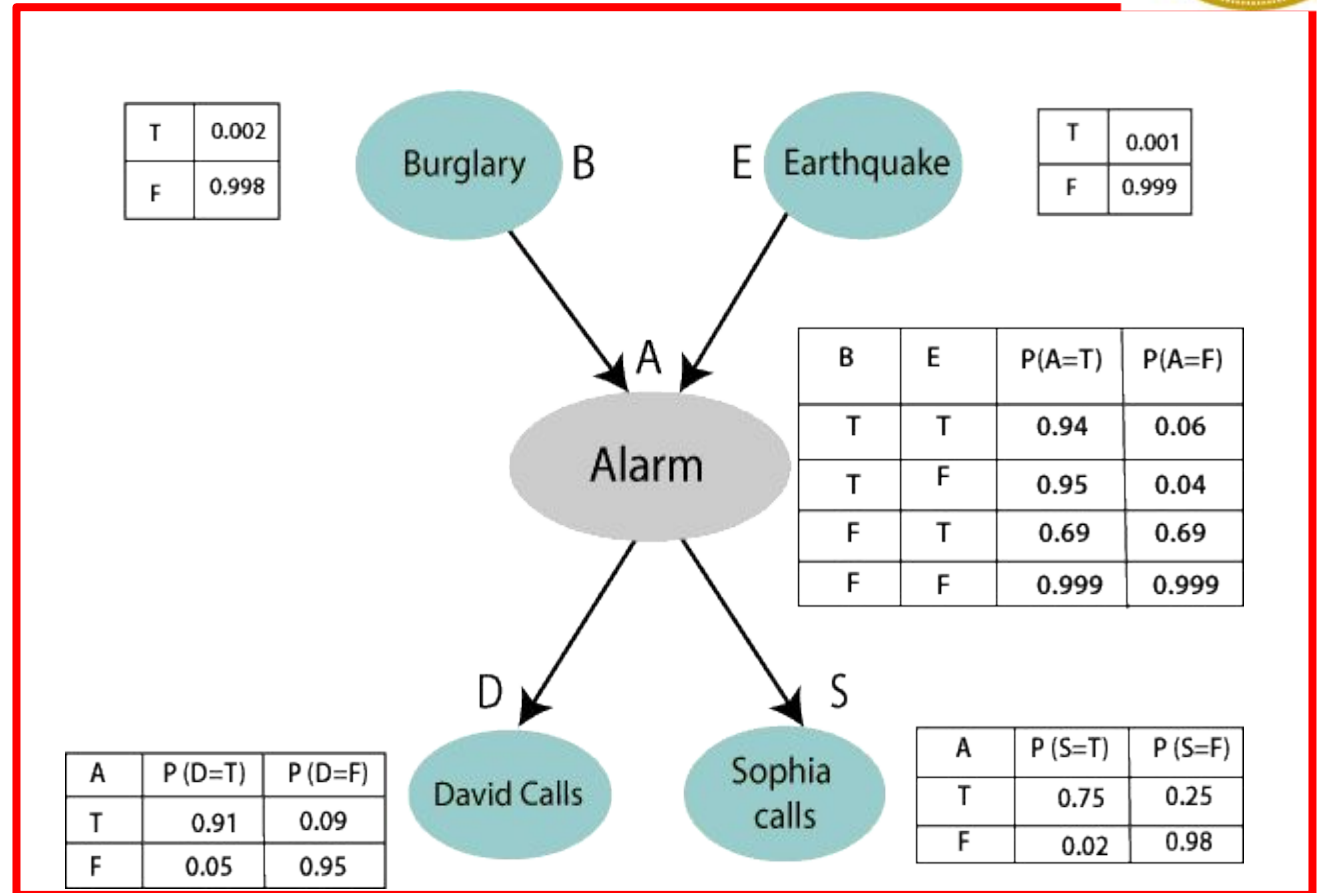 T 0.002
F 0.998
Burglary B
E Earthquake
T 0.001
F 0.999
A
Alarm
B E P(A=T) P(A=F)
T T 0.94 0.06
T F 0.95 0.04
F T 0.69 0.69
F F 0.999 0.999
D
S
A P (D=T) P (D=F)
T 0.91 0.09
F 0.05 0.95
David Calls
Sophia
calls
A P (S=T) P (S=F)
T 0.75 0.25
F 0.02 0.98